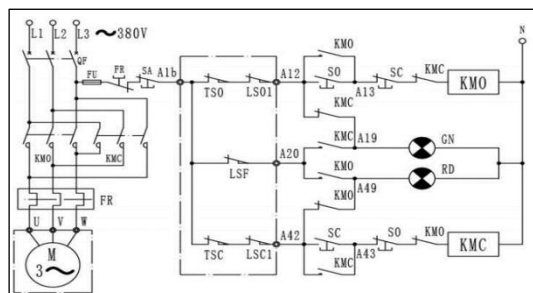 L1 L2 L3 ~380V
N
QF
FU FR SA A1b
TSO LSO1 A12
KMO
SO A13 SC KMC KMO
KMC
KMO KMC
LSF A20
KMC A19 GN
KMO A49 RD
KMO
FR
U V W
M
3~
TSC LSC1 A42
SC A43 SO KMO KMC
KMC